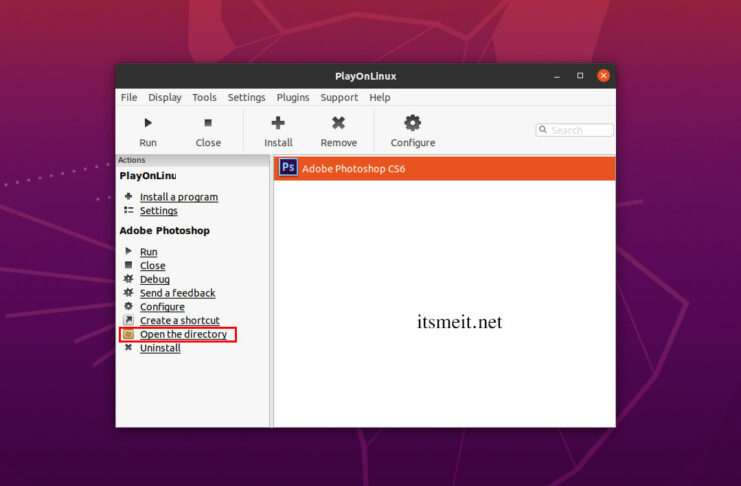 PlayOnLinux
File Display Tools Settings Plugins Support Help
Run Close Install Remove Configure
Search
Actions
PlayOnLinu
Install a program
Settings
Adobe Photoshop
Run
Close
Debug
Send a feedback
Configure
Create a shortcut
Open the directory
Uninstall
Ps Adobe Photoshop CS6
itsmeit.net